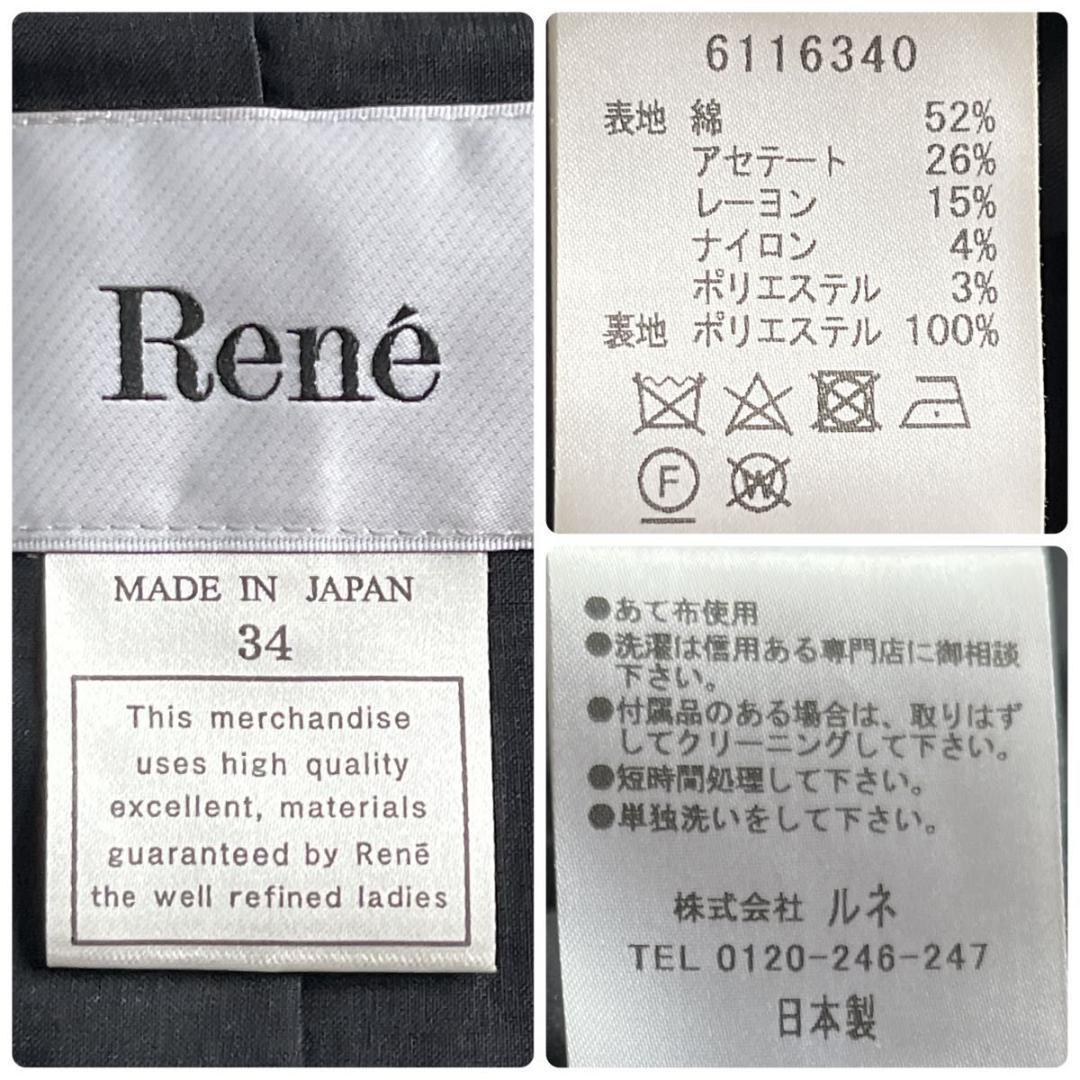 René
MADE IN JAPAN
34
This merchandise
uses high quality
excellent, materials
guaranteed by René
the well refined ladies
6116340
表地 綿 52%
アセテート 26%
レーヨン 15%
ナイロン 4%
ポリエステル 3%
裏地 ポリエステル 100%
F
W
●あて布使用
●洗濯は信用ある専門店に御相談
下さい。
●付属品のある場合は、取りはず
してクリーニングして下さい。
●短時間処理して下さい。
●単独洗いをして下さい。
株式会社 ルネ
TEL 0120-246-247
日本製